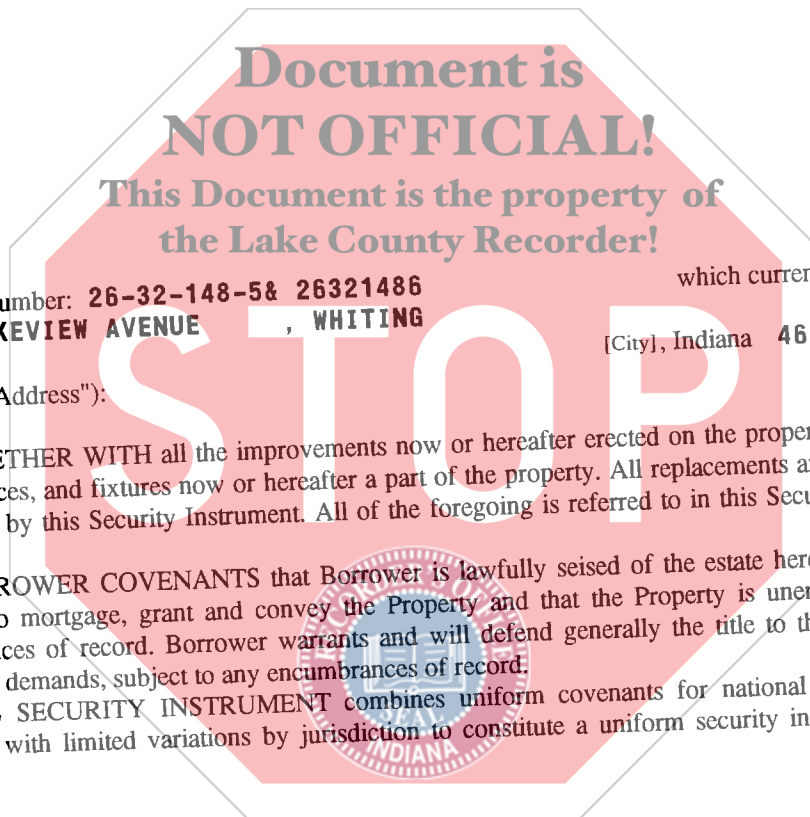 Document is
NOT OFFICIAL!
This Document is the property of
the Lake County Recorder!
umber: 26-32-148-5& 26321486
which curren
KEVIEW AVENUE , WHITING
[City], Indiana 46
Address"):
STOP
ETHER WITH all the improvements now or hereafter erected on the proper
ces, and fixtures now or hereafter a part of the property. All replacements a
by this Security Instrument. All of the foregoing is referred to in this Secu
ROWER COVENANTS that Borrower is lawfully seised of the estate here
o mortgage, grant and convey the Property and that the Property is uner
ces of record. Borrower warrants and will defend generally the title to th
demands, subject to any encumbrances of record.
SECURITY INSTRUMENT combines uniform covenants for national
with limited variations by jurisdiction to constitute a uniform security in
RECORDER'S OFFICE
SEAL
INDIANA